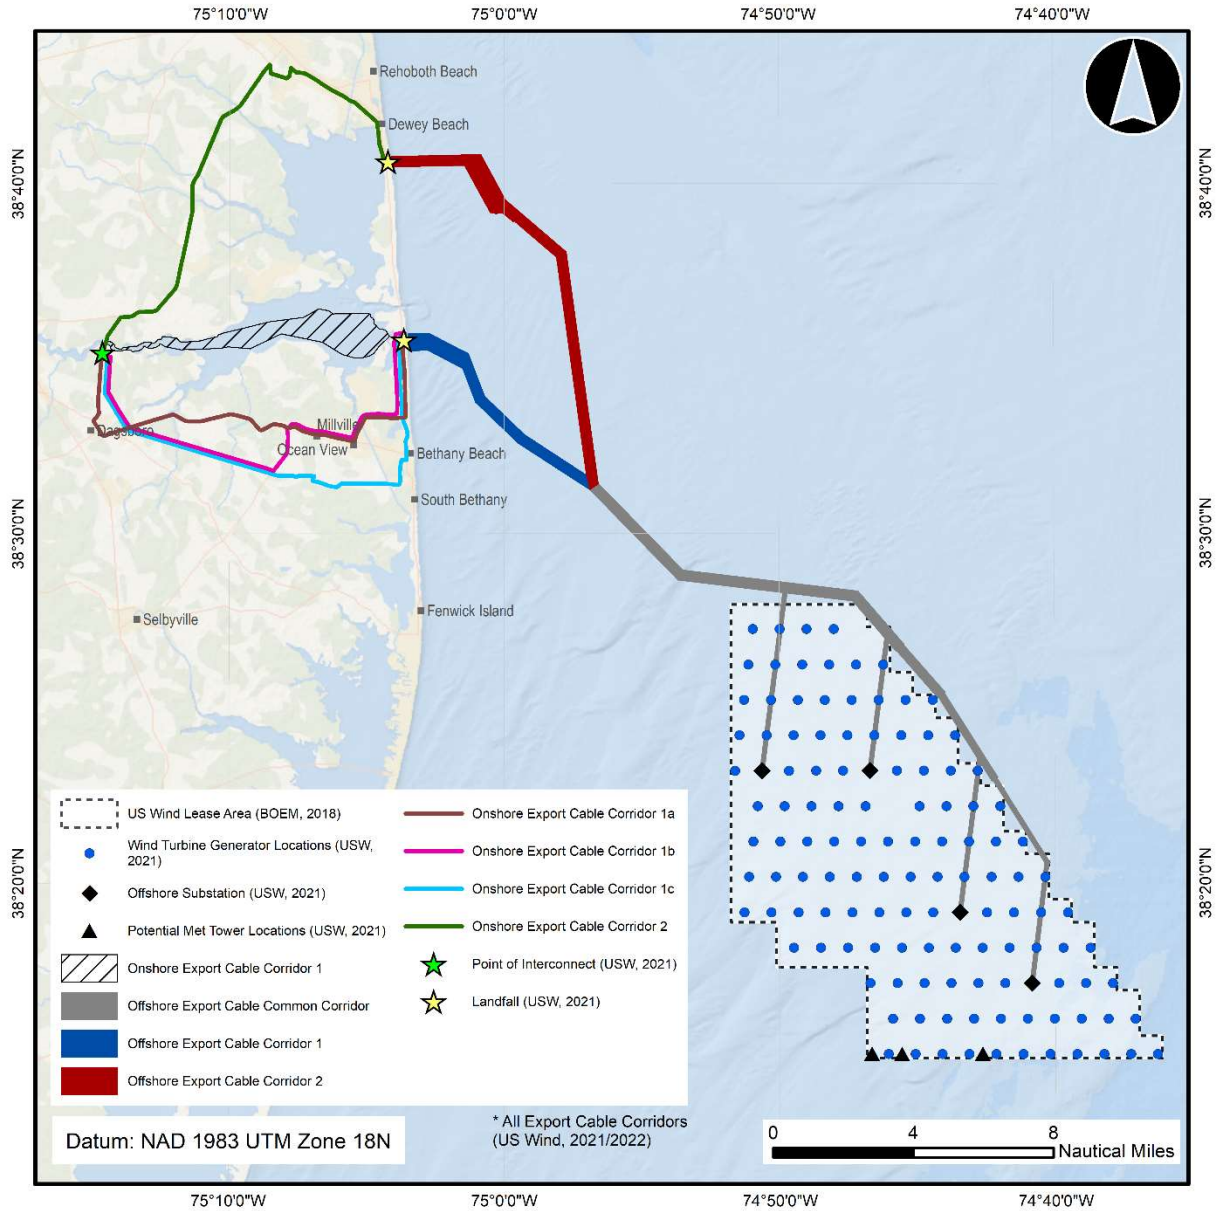 75°10'0"W
75°0'0"W
74°50'0"W
74°40'0"W
Rehoboth Beach
Dewey Beach
38°40'0"N
38°40'0"N
Millville
Dagsboro
Ocean View
Bethany Beach
South Bethany
38°30'0"N
38°30'0"N
Fenwick Island
Selbyville
US Wind Lease Area (BOEM, 2018)
Wind Turbine Generator Locations (USW,
2021)
Offshore Substation (USW, 2021)
Potential Met Tower Locations (USW, 2021)
Onshore Export Cable Corridor 1
Offshore Export Cable Common Corridor
Offshore Export Cable Corridor 1
Offshore Export Cable Corridor 2
Onshore Export Cable Corridor 1a
Onshore Export Cable Corridor 1b
Onshore Export Cable Corridor 1c
Onshore Export Cable Corridor 2
Point of Interconnect (USW, 2021)
Landfall (USW, 2021)
38°20'0"N
38°20'0"N
Datum: NAD 1983 UTM Zone 18N
* All Export Cable Corridors
(US Wind, 2021/2022)
0
4
8
Nautical Miles
75°10'0"W
75°0'0"W
74°50'0"W
74°40'0"W